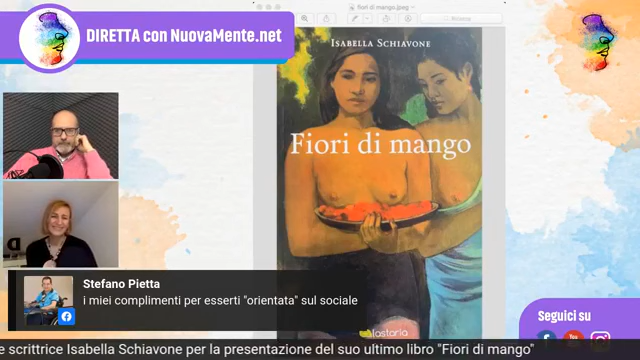 DIRETTA con NuovaMente.net
fiori di mango.jpeg
ISABELLA SCHIAVONE
Fiori di mango
Stefano Pietta
i miei complimenti per esserti "orientata" sul sociale
lastaria
Seguici su
e scrittrice Isabella Schiavone per la presentazione del suo ultimo libro "Fiori di mango"